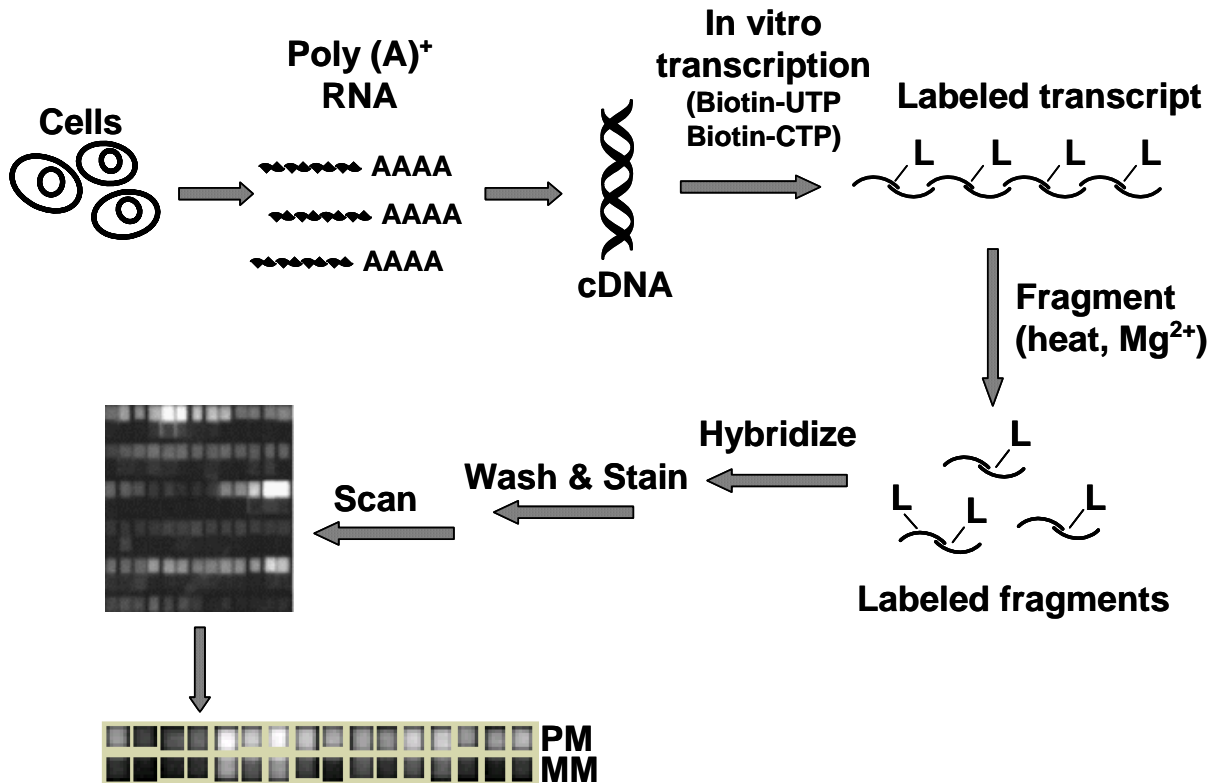 Cells
Poly (A)⁺
RNA
AAAA
AAAA
AAAA
cDNA
In vitro
transcription
(Biotin-UTP
Biotin-CTP)
Labeled transcript
L L L L
Fragment
(heat, Mg²⁺)
L
L L L
Labeled fragments
Hybridize
Wash & Stain
Scan
PM
MM